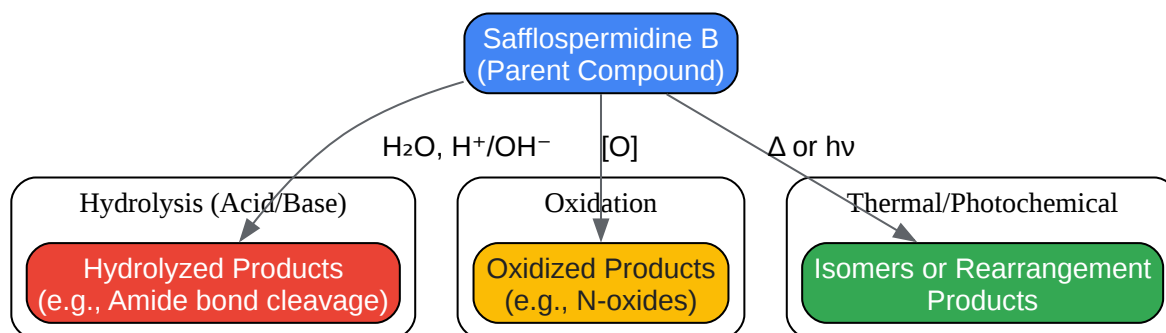 Safflospermidine B
(Parent Compound)
H₂O, H⁺/OH⁻
[O]
Δ or hν
Hydrolysis (Acid/Base)
Oxidation
Thermal/Photochemical
Hydrolyzed Products
(e.g., Amide bond cleavage)
Oxidized Products
(e.g., N-oxides)
Isomers or Rearrangement
Products